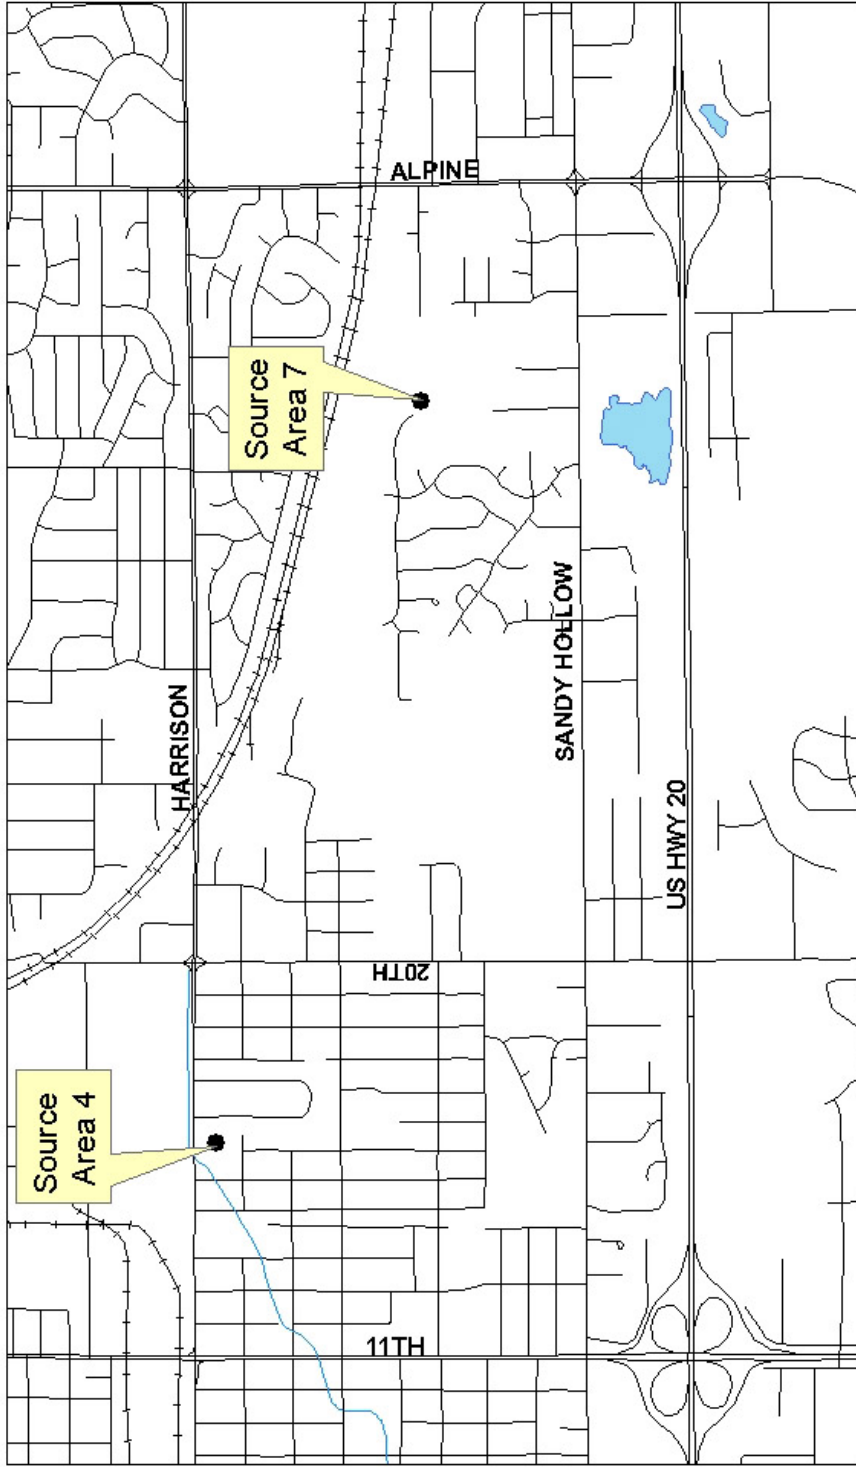 ALPINE
Source
Area 7
HARRISON
SANDY HOLLOW
US HWY 20
20TH
Source
Area 4
11TH